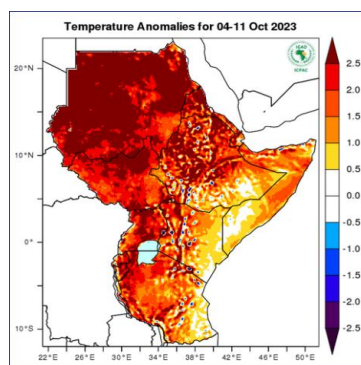 Temperature Anomalies for 04-11 Oct 2023
IGAD
ICPAC
20°N
10°N
0°
10°S
22°E 26°E 30°E 34°E 38°E 42°E 46°E 50°E
2.5
2.0
1.5
1.0
0.5
0.0
-0.5
-1.0
-1.5
-2.0
-2.5